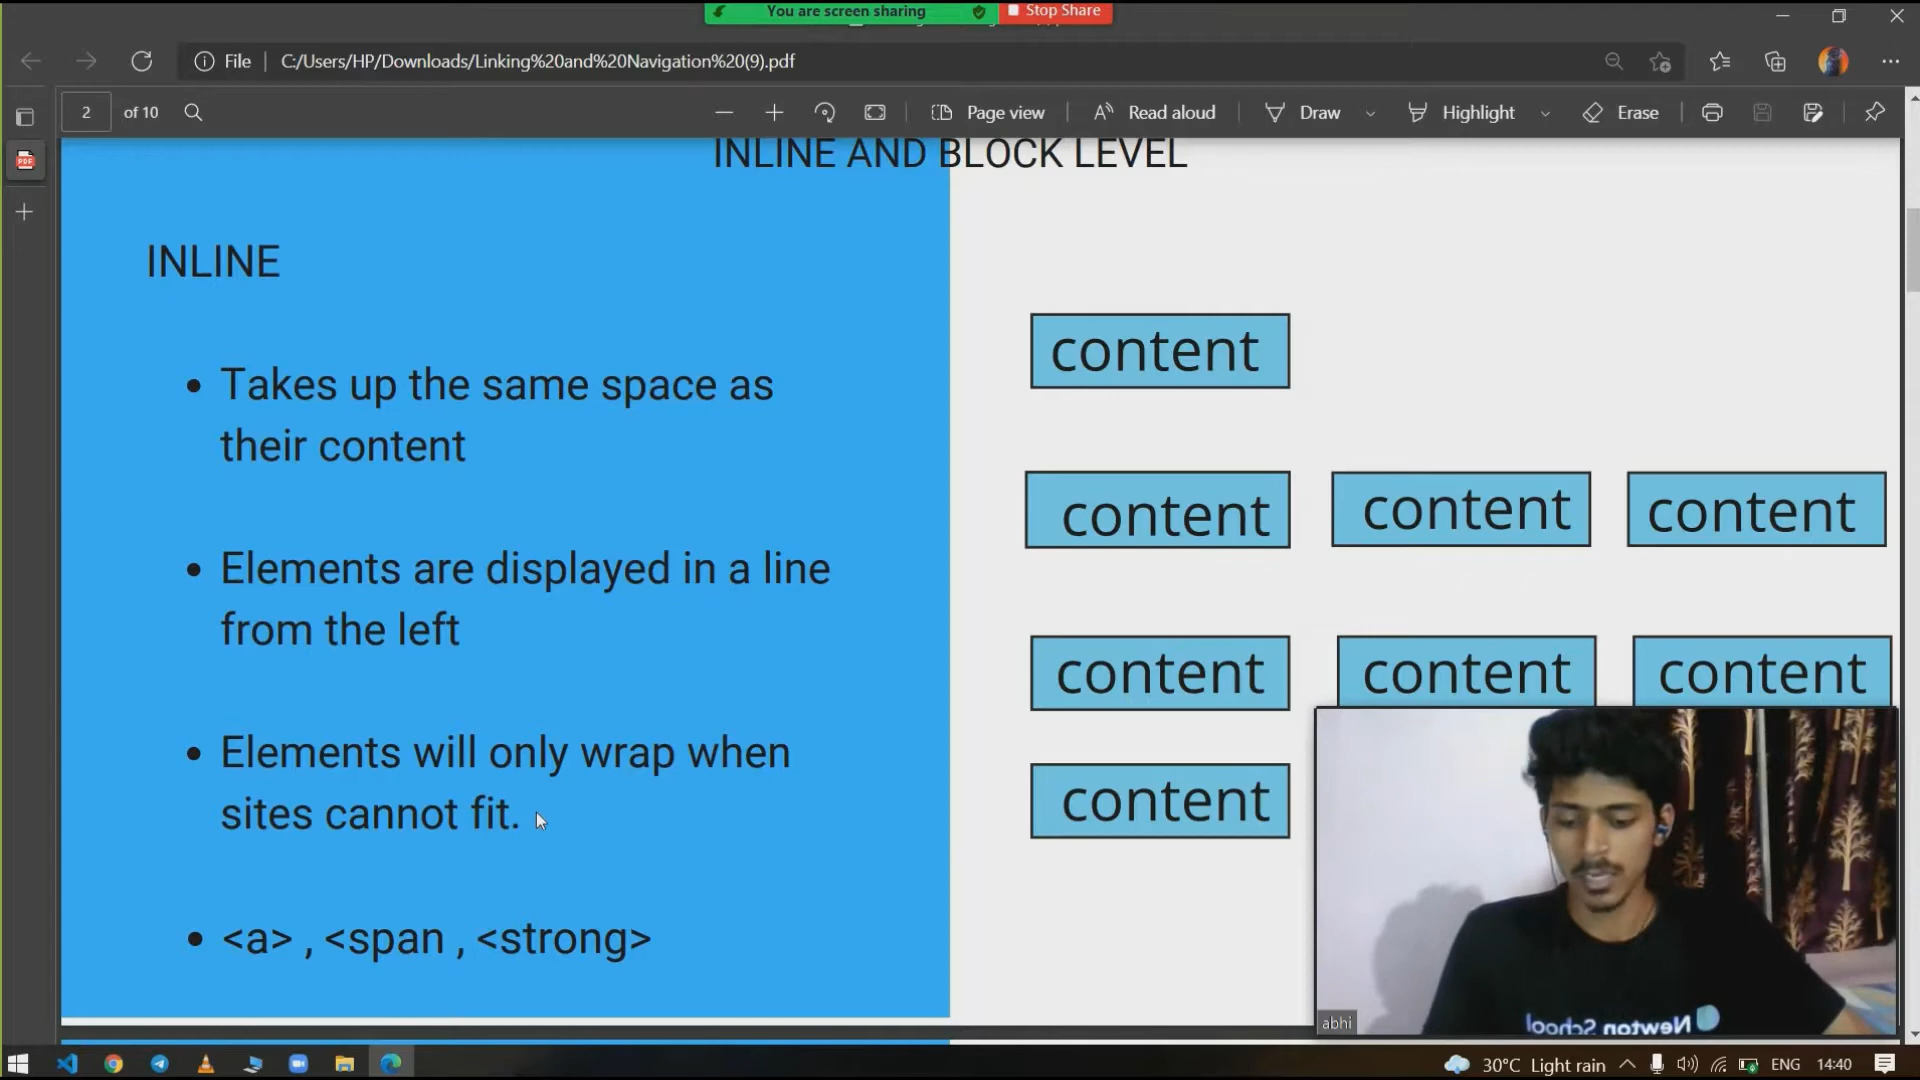 You are screen sharing
Stop Share
File
C:/Users/HP/Downloads/Linking%20and%20Navigation%20(9).pdf
2
of 10
Page view
Read aloud
Draw
Highlight
Erase
INLINE AND BLOCK LEVEL
INLINE
Takes up the same space as
their content
Elements are displayed in a line
from the left
Elements will only wrap when
sites cannot fit.
<a> , <span , <strong>
content
content content content
content content content
content
Newton School
abhi
30°C Light rain
ENG
14:40